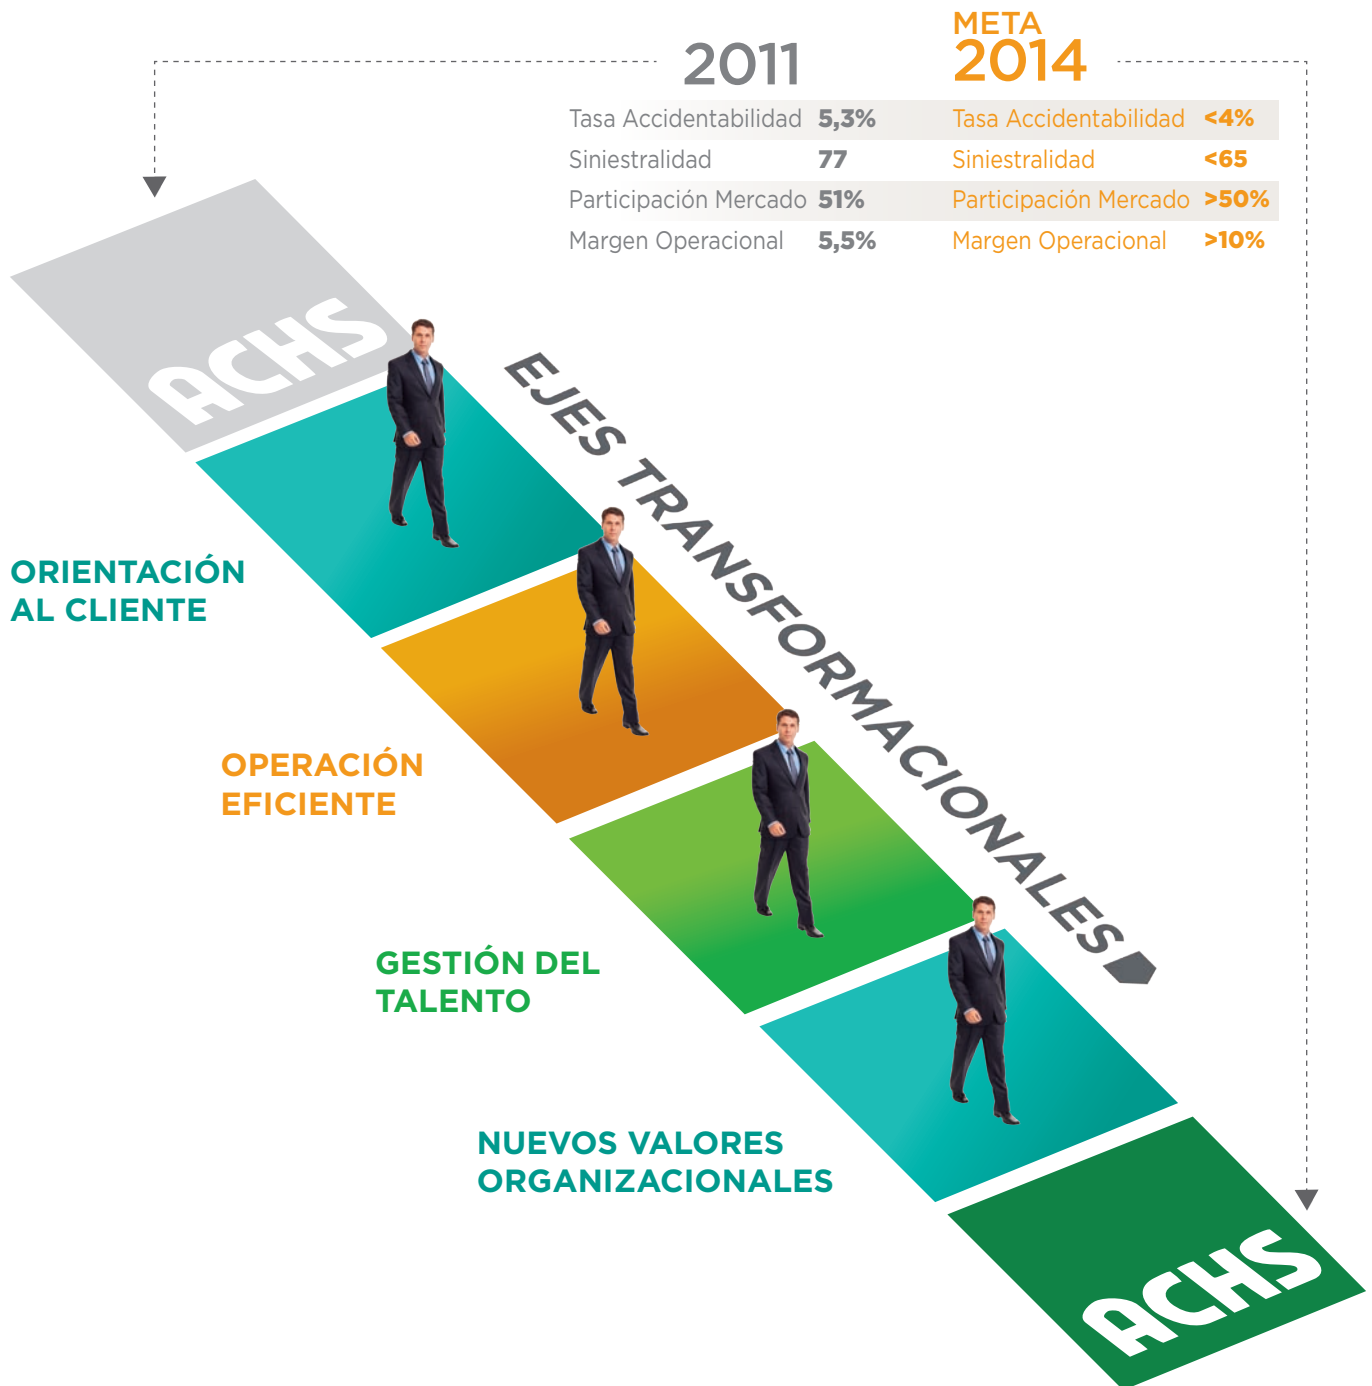 2011
Tasa Accidentabilidad 5,3%
Siniestralidad 77
Participación Mercado 51%
Margen Operacional 5,5%
META
2014
Tasa Accidentabilidad <4%
Siniestralidad <65
Participación Mercado >50%
Margen Operacional >10%
ACHS
EJES TRANSFORMACIONALES
ORIENTACIÓN
AL CLIENTE
OPERACIÓN
EFICIENTE
GESTIÓN DEL
TALENTO
NUEVOS VALORES
ORGANIZACIONALES
ACHS